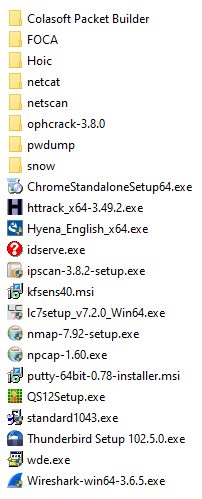 Colasoft Packet Builder
FOCA
Hoic
netcat
netscan
ophcrack-3.8.0
pwdump
snow
ChromeStandaloneSetup64.exe
httrack_x64-3.49.2.exe
Hyena_English_x64.exe
idserve.exe
ipscan-3.8.2-setup.exe
kfsens40.msi
lc7setup_v7.2.0_Win64.exe
nmap-7.92-setup.exe
npcap-1.60.exe
putty-64bit-0.78-installer.msi
QS12Setup.exe
standard1043.exe
Thunderbird Setup 102.5.0.exe
wde.exe
Wireshark-win64-3.6.5.exe